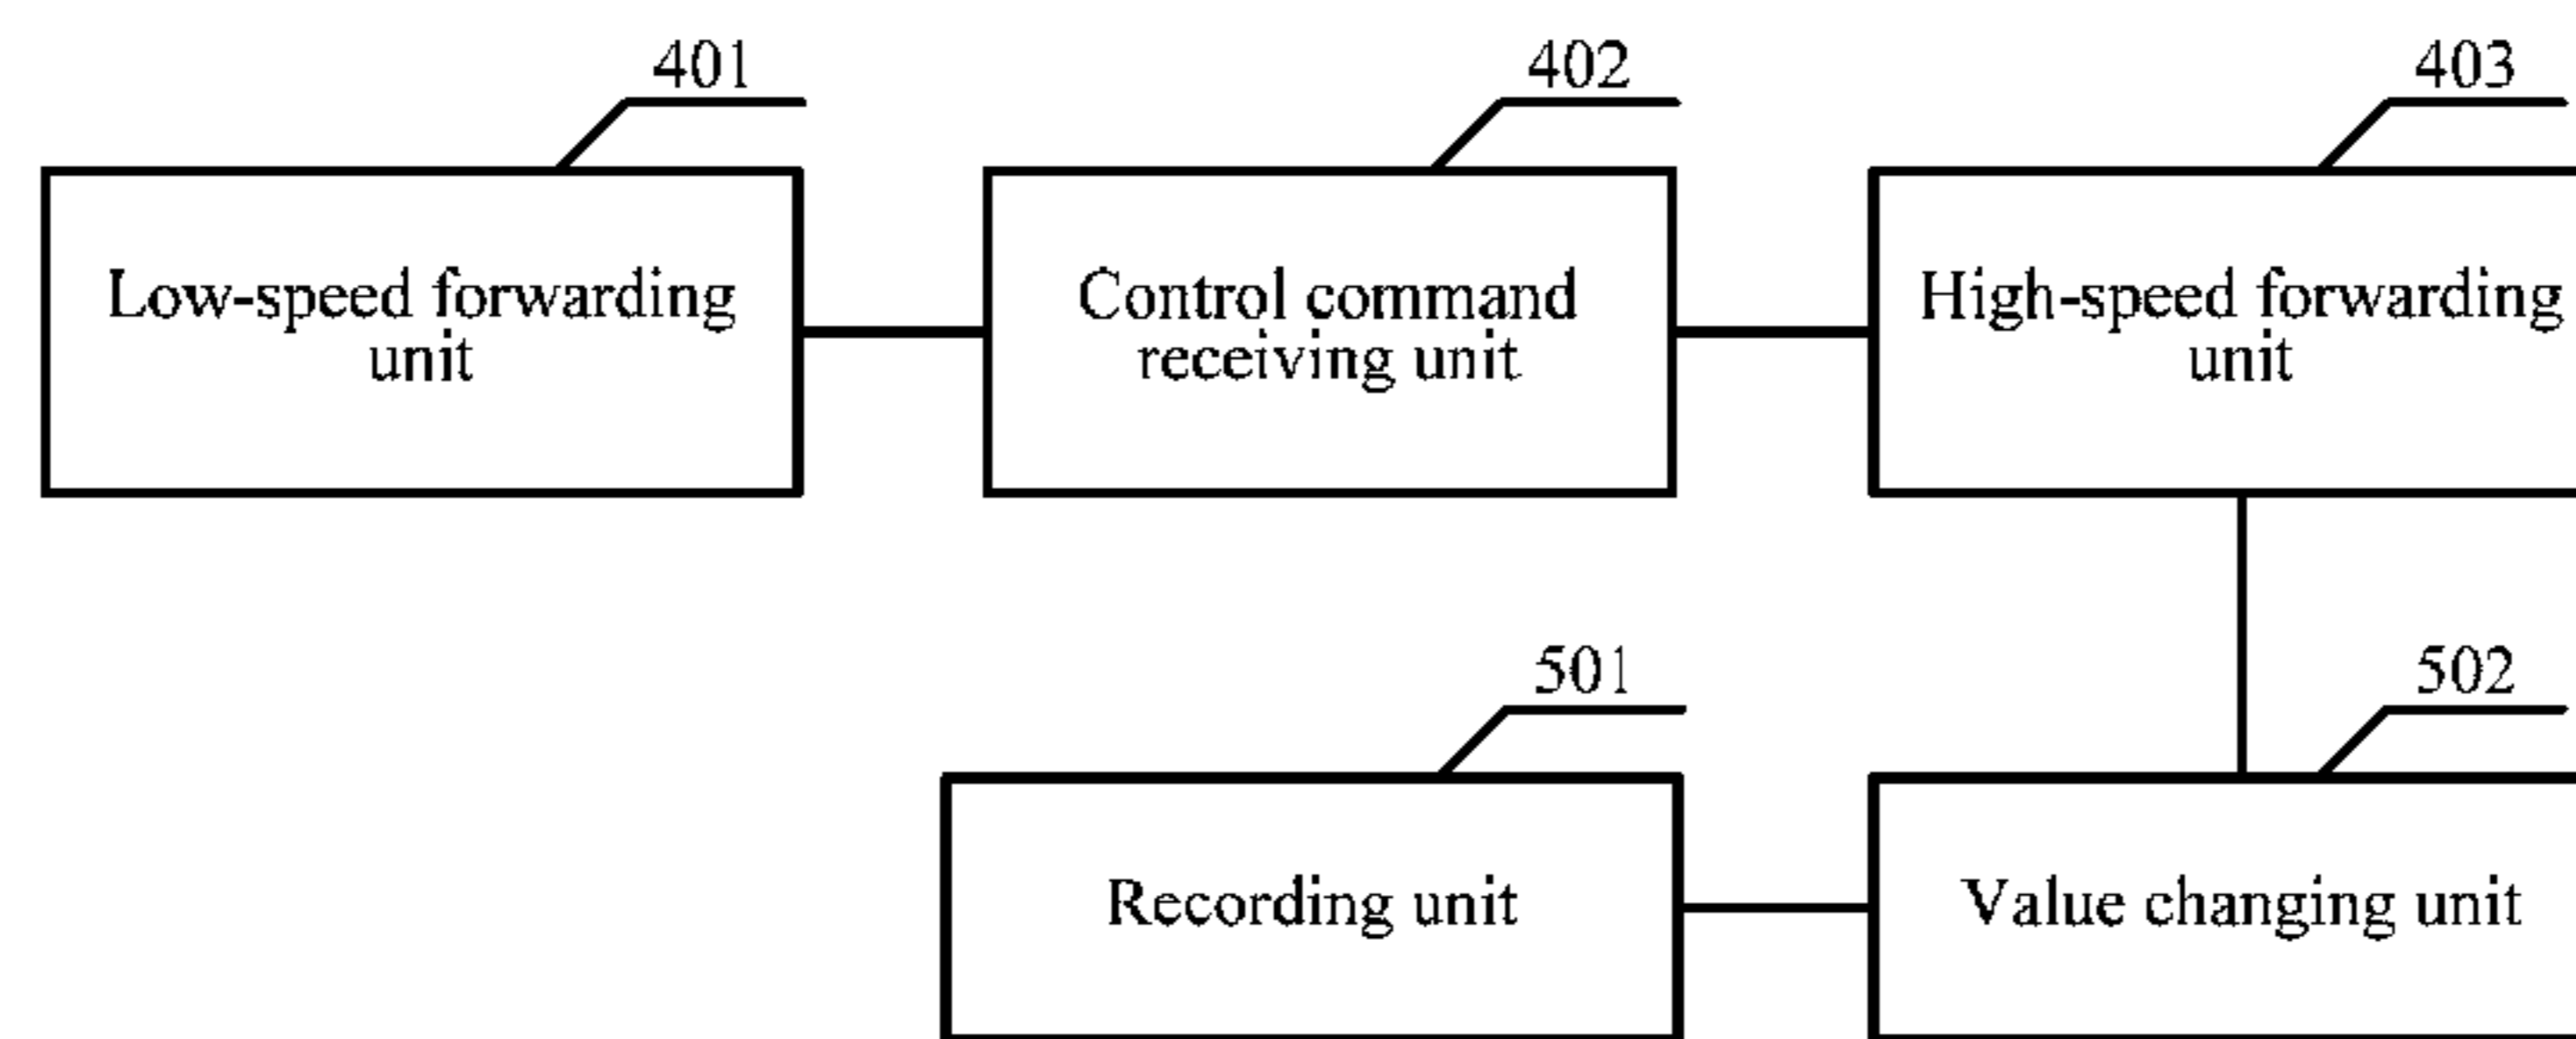 401
402
403
Low-speed forwarding
unit
Control command
receiving unit
High-speed forwarding
unit
501
502
Recording unit
Value changing unit